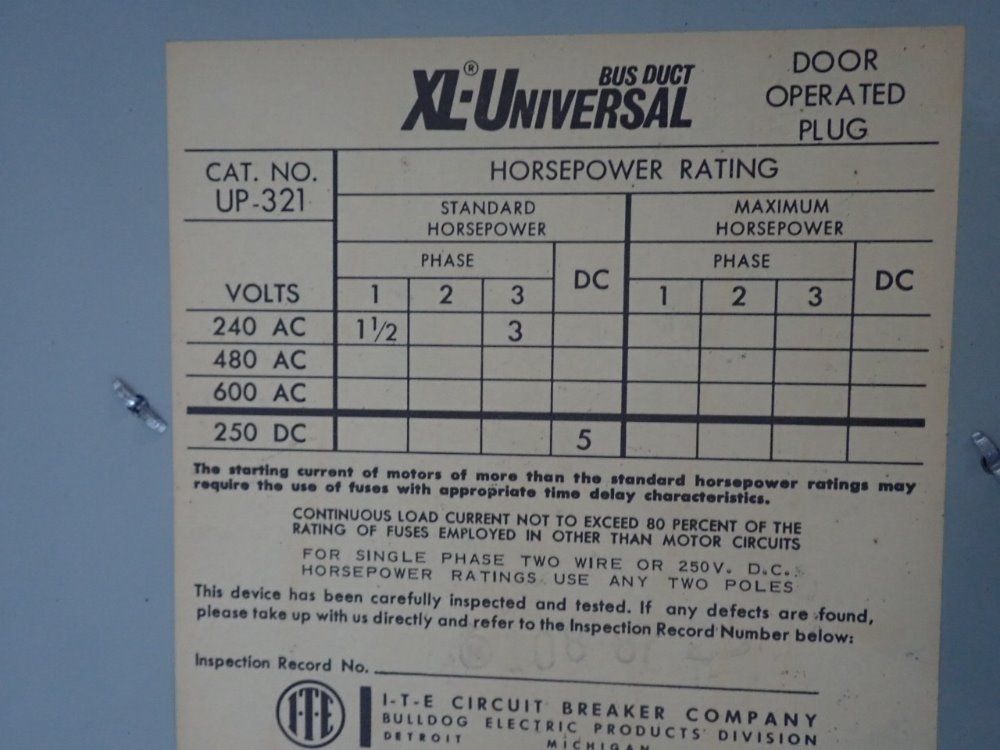 XL-UNIVERSAL® BUS DUCT
DOOR
OPERATED
PLUG
CAT. NO.
UP-321
HORSEPOWER RATING
STANDARD
HORSEPOWER
MAXIMUM
HORSEPOWER
PHASE
DC
PHASE
DC
VOLTS
1 2 3
1 2 3
240 AC 1½ 3
480 AC
600 AC
250 DC 5
The starting current of motors of more than the standard horsepower ratings may
require the use of fuses with appropriate time delay characteristics.
CONTINUOUS LOAD CURRENT NOT TO EXCEED 80 PERCENT OF THE
RATING OF FUSES EMPLOYED IN OTHER THAN MOTOR CIRCUITS
FOR SINGLE PHASE TWO WIRE OR 250V. D.C.
HORSEPOWER RATINGS USE ANY TWO POLES
This device has been carefully inspected and tested. If any defects are found,
please take up with us directly and refer to the Inspection Record Number below:
Inspection Record No.
I-T-E
I-T-E CIRCUIT BREAKER COMPANY
BULLDOG ELECTRIC PRODUCTS DIVISION
DETROIT MICHIGAN